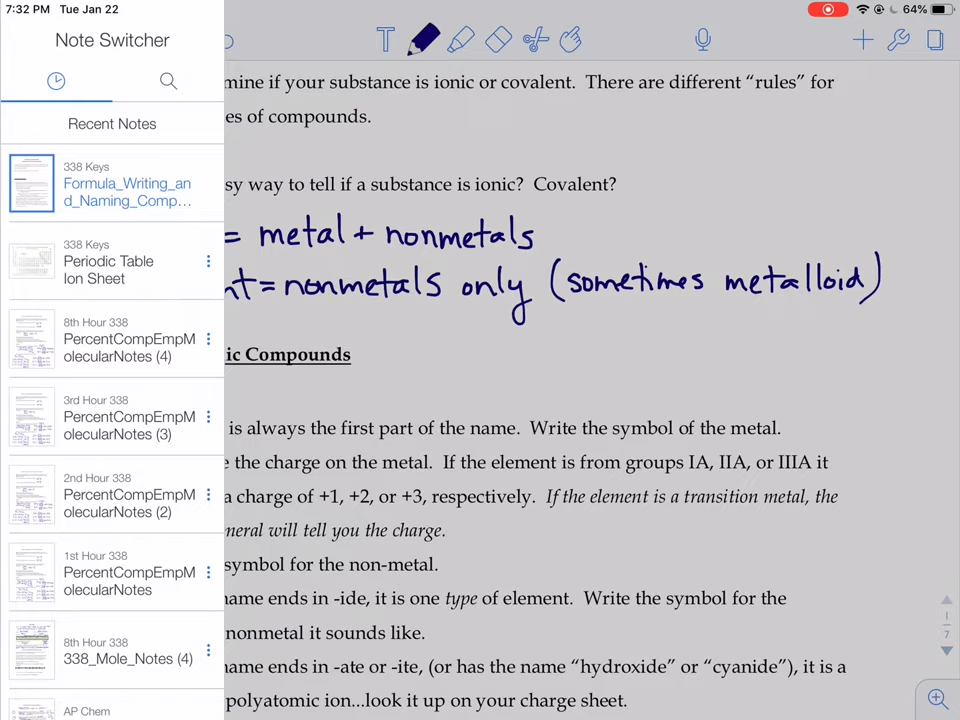 7:32 PM Tue Jan 22
64%
Note Switcher
Recent Notes
338 Keys
Formula_Writing_an
d_Naming_Comp...
338 Keys
Periodic Table
Ion Sheet
8th Hour 338
PercentCompEmpM
olecularNotes (4)
3rd Hour 338
PercentCompEmpM
olecularNotes (3)
2nd Hour 338
PercentCompEmpM
olecularNotes (2)
1st Hour 338
PercentCompEmpM
olecularNotes
8th Hour 338
338_Mole_Notes (4)
AP Chem
T
mine if your substance is ionic or covalent. There are different “rules” for
es of compounds.
sy way to tell if a substance is ionic? Covalent?
= metal + nonmetals
nt = nonmetals only (sometimes metalloid)
ic Compounds
is always the first part of the name. Write the symbol of the metal.
e the charge on the metal. If the element is from groups IA, IIA, or IIIA it
a charge of +1, +2, or +3, respectively. If the element is a transition metal, the
neral will tell you the charge.
symbol for the non-metal.
name ends in -ide, it is one type of element. Write the symbol for the
nonmetal it sounds like.
name ends in -ate or -ite, (or has the name “hydroxide” or “cyanide”), it is a
polyatomic ion...look it up on your charge sheet.
1
7